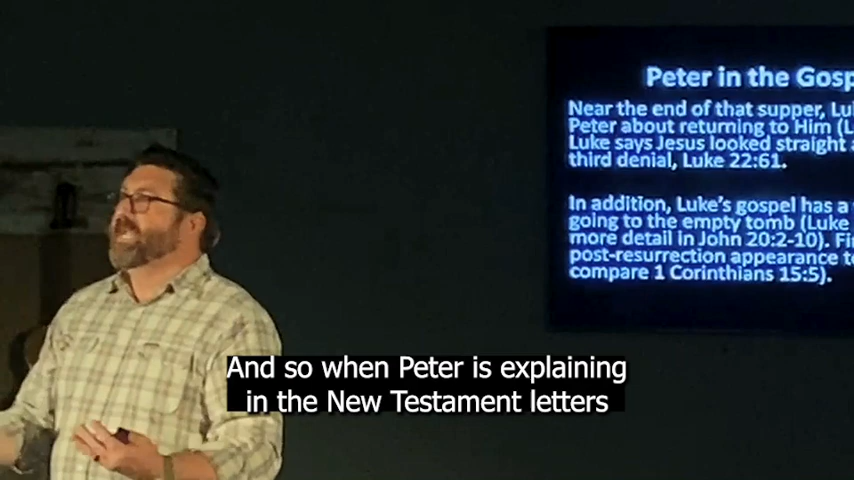 Peter in the Gosp
Near the end of that supper, Lu
Peter about returning to Him (L
Luke says Jesus looked straight
third denial, Luke 22:61.
In addition, Luke's gospel has a
going to the empty tomb (Luke
more detail in John 20:2-10). Fi
post-resurrection appearance t
compare 1 Corinthians 15:5).
And so when Peter is explaining
in the New Testament letters